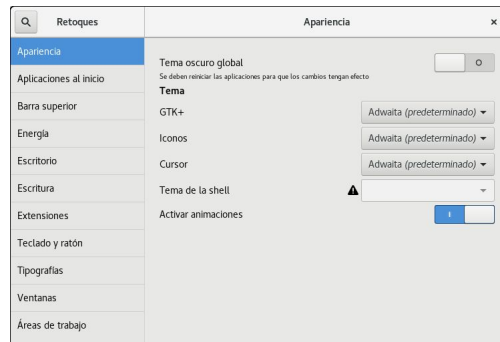 Retoques
Apariencia
Apariencia
Aplicaciones al inicio
Barra superior
Energía
Escritorio
Escritura
Extensiones
Teclado y ratón
Tipografías
Ventanas
Áreas de trabajo
Tema oscuro global
Se deben reiniciar las aplicaciones para que los cambios tengan efecto
Tema
GTK+ Adwaita (predeterminado)
Iconos Adwaita (predeterminado)
Cursor Adwaita (predeterminado)
Tema de la shell
Activar animaciones